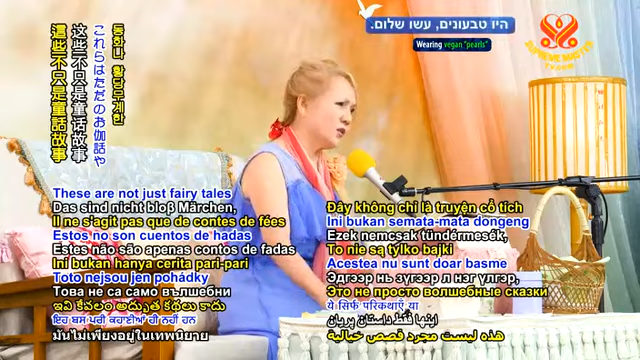 היו טבעונים, עשו שלום.
Wearing vegan "pearls"
SUPREME MASTER
TV.COM
동화나 황당무계한
これらはただのお伽話や
这些不只是童话故事
這些不只是童話故事
These are not just fairy tales
Das sind nicht bloβ Märchen,
Il ne s'agit pas que de contes de fées
Estos no son cuentos de hadas
Estes não são apenas contos de fadas
Ini bukan hanya cerita pari-pari
Toto nejsou jen pohádky
Това не са само вълшебни
ఇవి కేవలం అద్భుత కథలు కాదు
ਇਹ ਬਸ ਪਰੀ ਕਹਾਣੀਆਂ ਹੀ ਨਹੀਂ ਹਨ
มันไม่เพียงอยู่ในเทพนิยาย
Đây không chỉ là truyện cổ tích
Ini bukan semata-mata dongeng
Ezek nemcsak tündérmesék,
To nie są tylko bajki
Acestea nu sunt doar basme
Эдгээр нь зүгээр л нэг үлгэр,
Это не просто волшебные сказки
ये सिर्फ परिकथाएँ या
اینها فقط داستان پریان
هذه ليست مجرد قصص خيالية